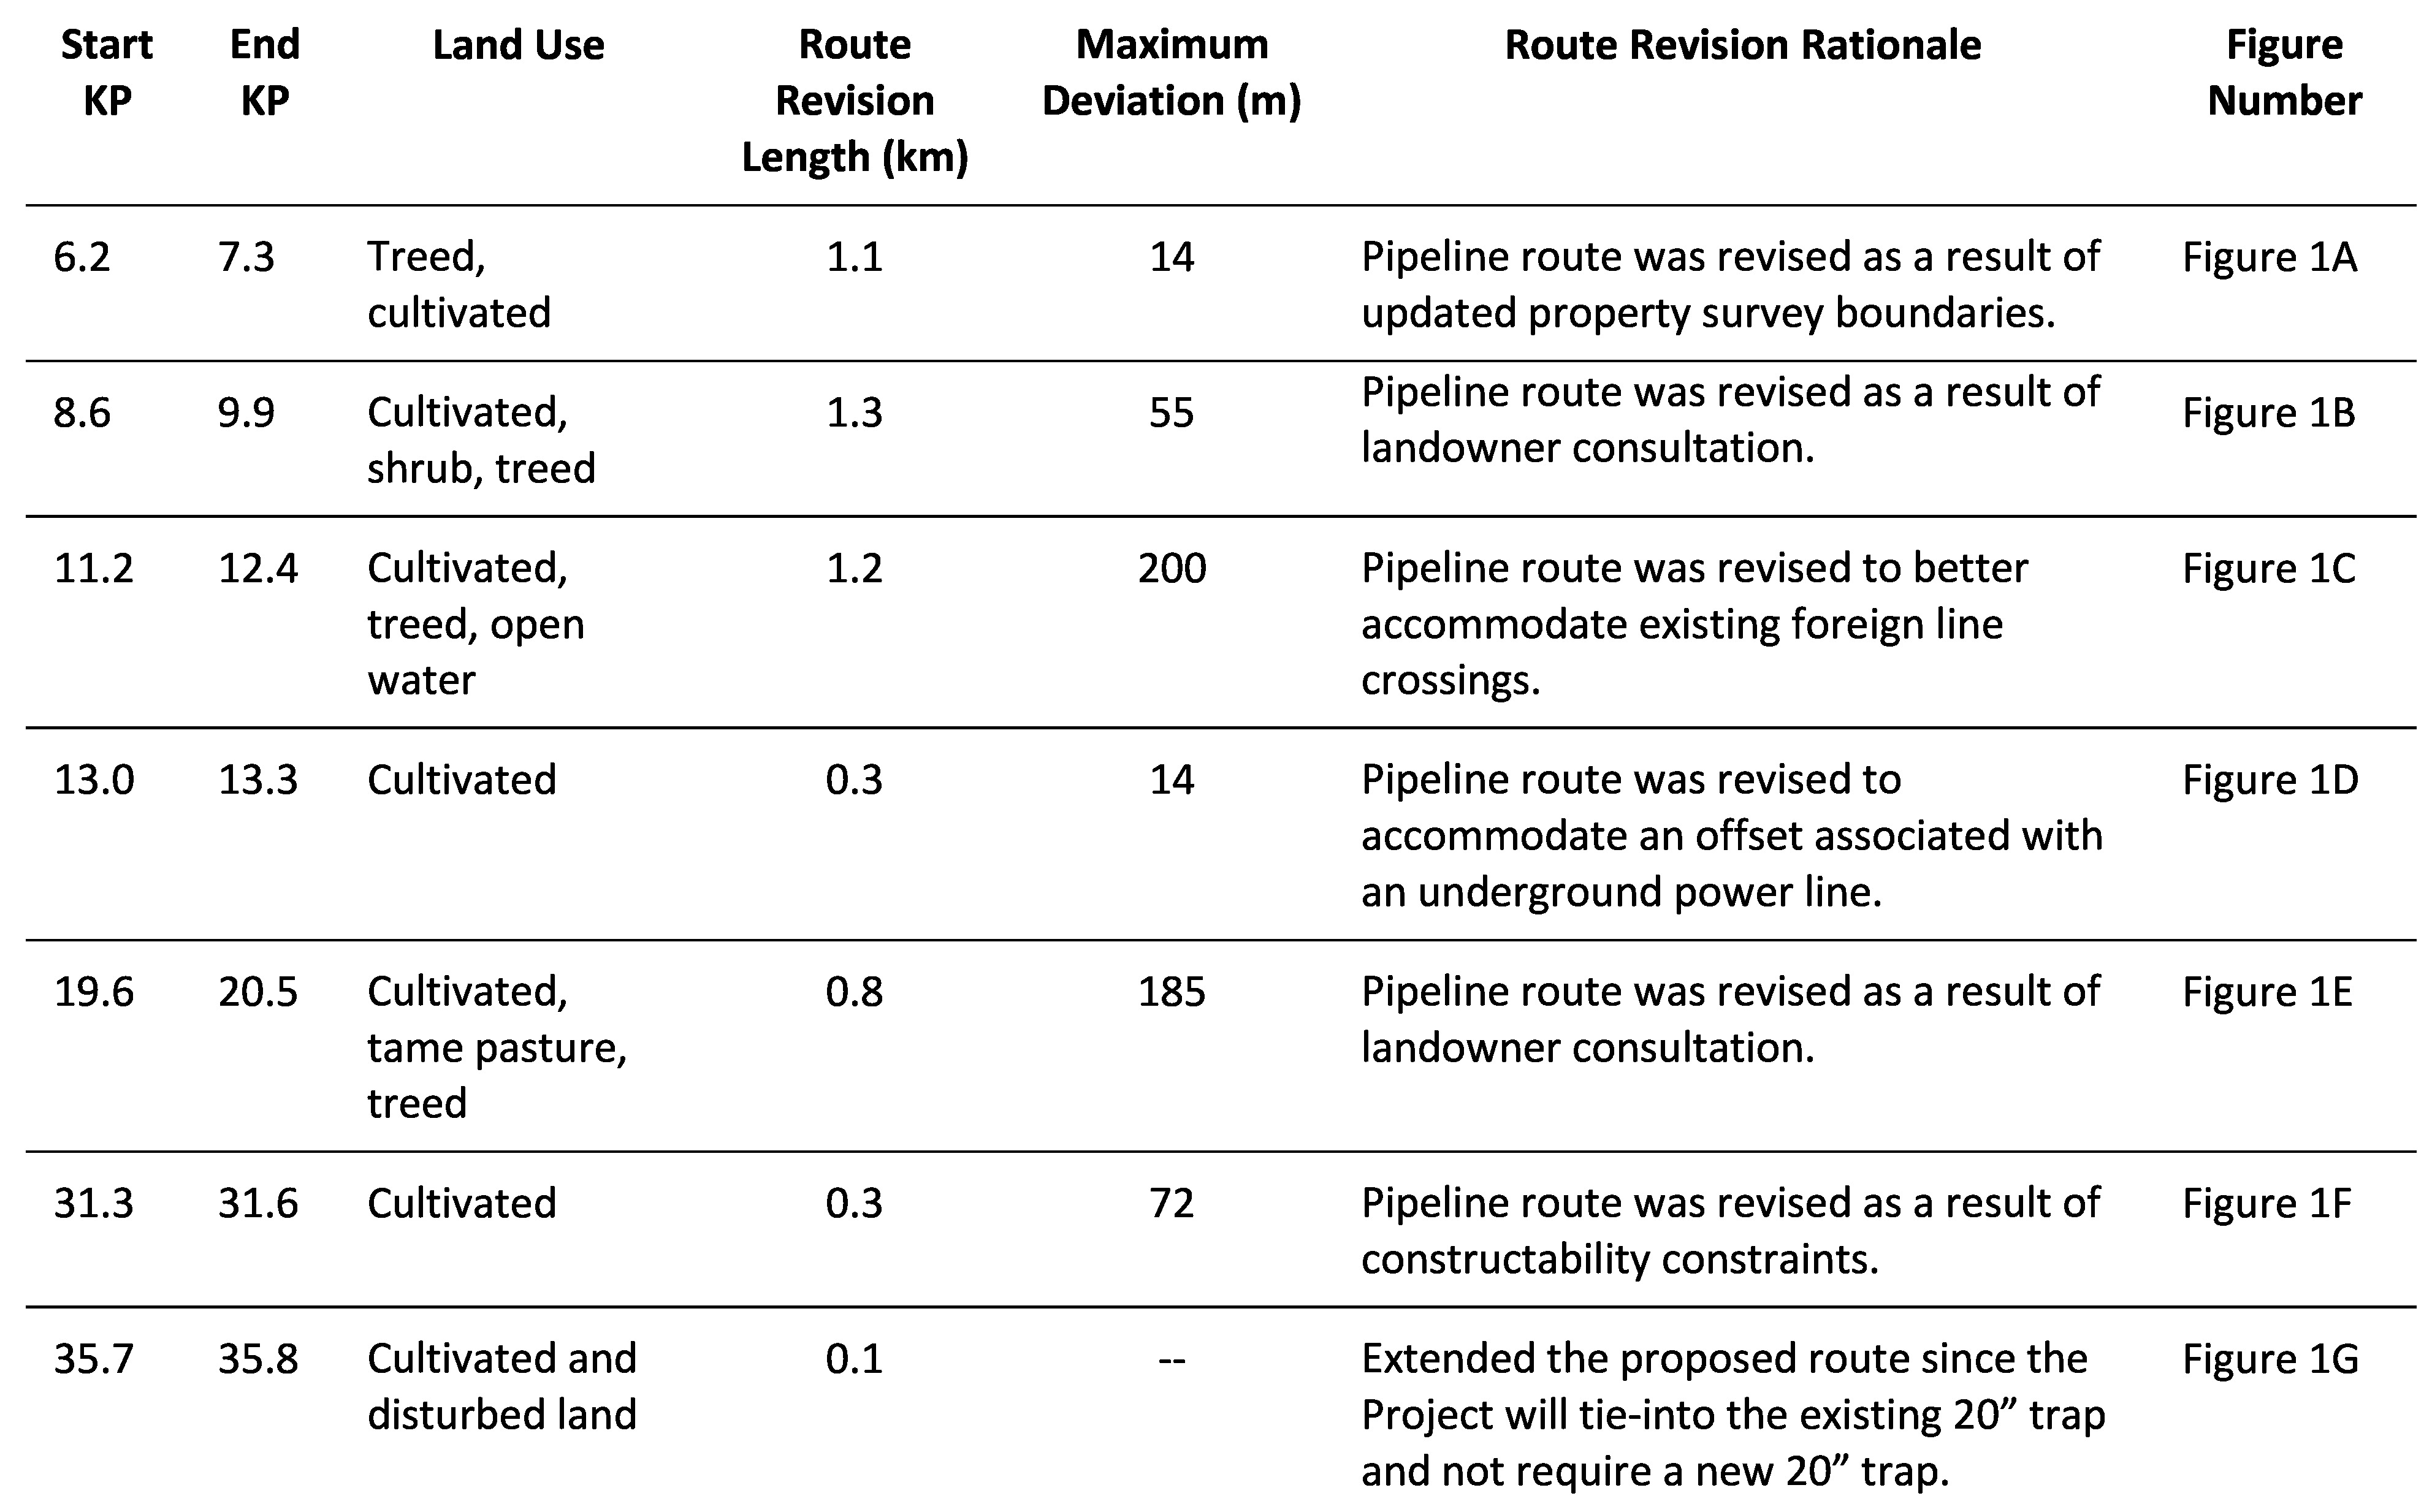 Start KP
End KP
Land Use
Route Revision Length (km)
Maximum Deviation (m)
Route Revision Rationale
Figure Number
6.2
7.3
Treed,
cultivated
1.1
14
Pipeline route was revised as a result of
updated property survey boundaries.
Figure 1A
8.6
9.9
Cultivated,
shrub, treed
1.3
55
Pipeline route was revised as a result of
landowner consultation.
Figure 1B
11.2
12.4
Cultivated,
treed, open
water
1.2
200
Pipeline route was revised to better
accommodate existing foreign line
crossings.
Figure 1C
13.0
13.3
Cultivated
0.3
14
Pipeline route was revised to
accommodate an offset associated with
an underground power line.
Figure 1D
19.6
20.5
Cultivated,
tame pasture,
treed
0.8
185
Pipeline route was revised as a result of
landowner consultation.
Figure 1E
31.3
31.6
Cultivated
0.3
72
Pipeline route was revised as a result of
constructability constraints.
Figure 1F
35.7
35.8
Cultivated and
disturbed land
0.1
--
Extended the proposed route since the
Project will tie-into the existing 20” trap
and not require a new 20” trap.
Figure 1G